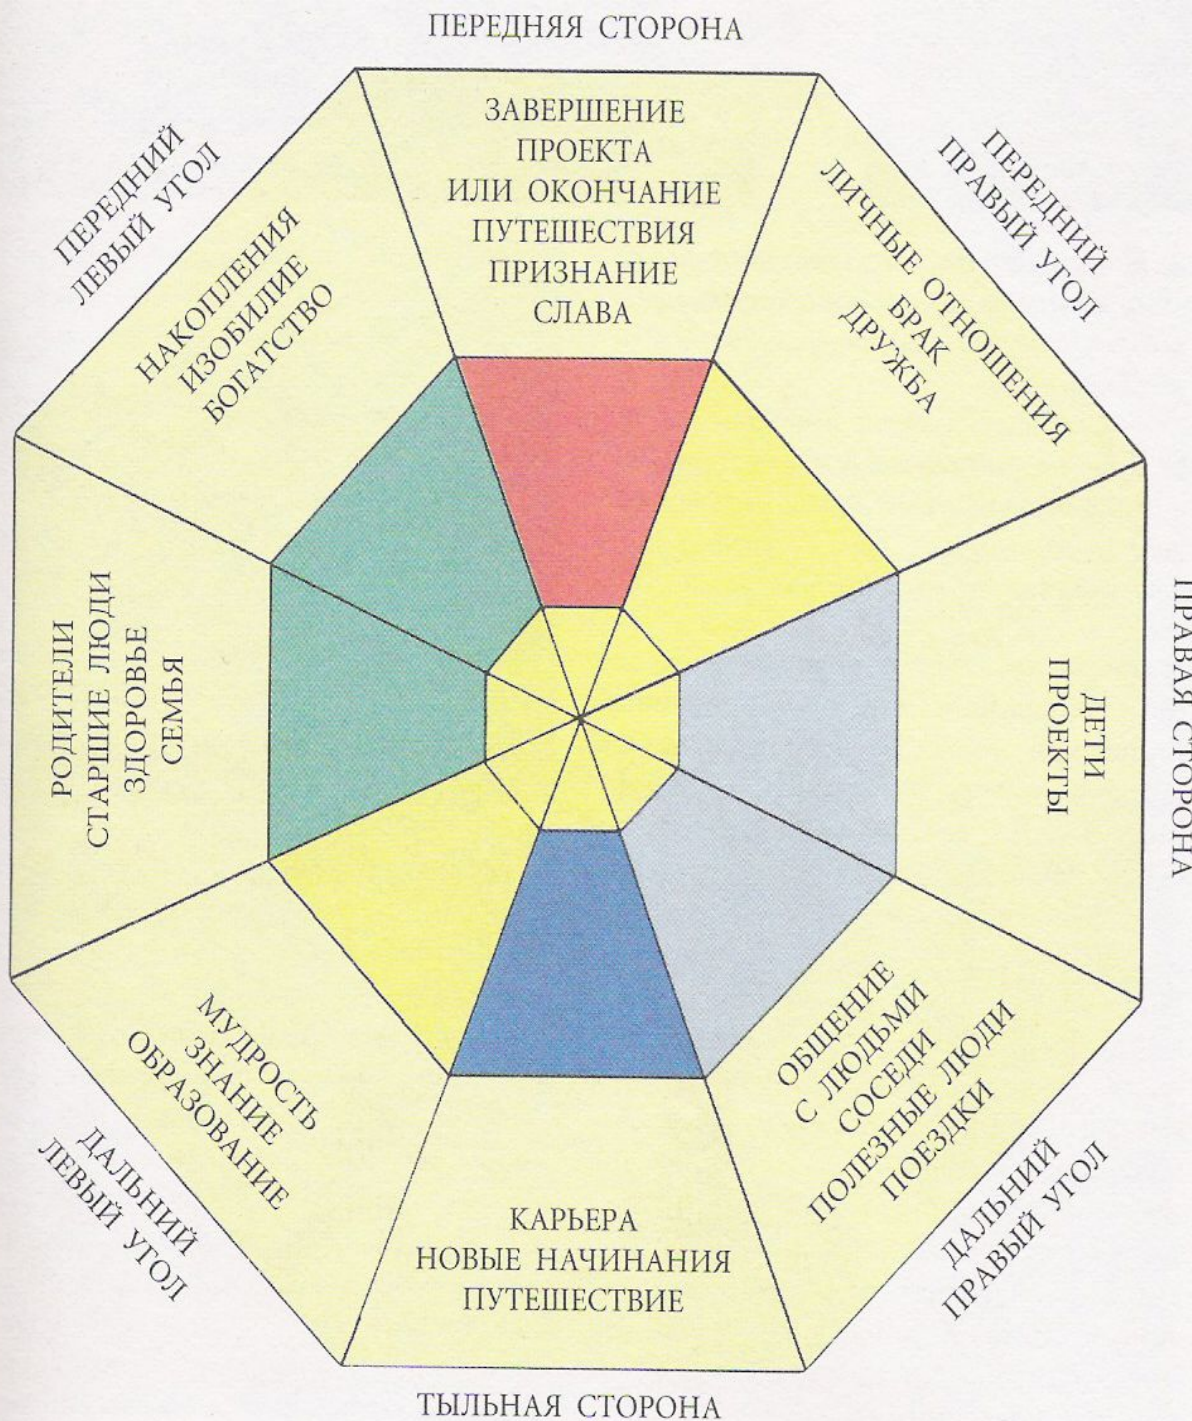 ПЕРЕДНЯЯ СТОРОНА
ЗАВЕРШЕНИЕ
ПРОЕКТА
ИЛИ ОКОНЧАНИЕ
ПУТЕШЕСТВИЯ
ПРИЗНАНИЕ
СЛАВА
ПЕРЕДНИЙ
ЛЕВЫЙ УГОЛ
НАКОПЛЕНИЯ
ИЗОБИЛИЕ
БОГАТСТВО
ПЕРЕДНИЙ
ПРАВЫЙ УГОЛ
ЛИЧНЫЕ ОТНОШЕНИЯ
БРАК
ДРУЖБА
РОДИТЕЛИ
СТАРШИЕ ЛЮДИ
ЗДОРОВЬЕ
СЕМЬЯ
ПРАВАЯ СТОРОНА
ДЕТИ
ПРОЕКТЫ
МУДРОСТЬ
ЗНАНИЕ
ОБРАЗОВАНИЕ
ДАЛЬНИЙ
ЛЕВЫЙ УГОЛ
ОБЩЕНИЕ
С ЛЮДЬМИ
СОСЕДИ
ПОЛЕЗНЫЕ ЛЮДИ
ПОЕЗДКИ
ДАЛЬНИЙ
ПРАВЫЙ УГОЛ
КАРЬЕРА
НОВЫЕ НАЧИНАНИЯ
ПУТЕШЕСТВИЕ
ТЫЛЬНАЯ СТОРОНА